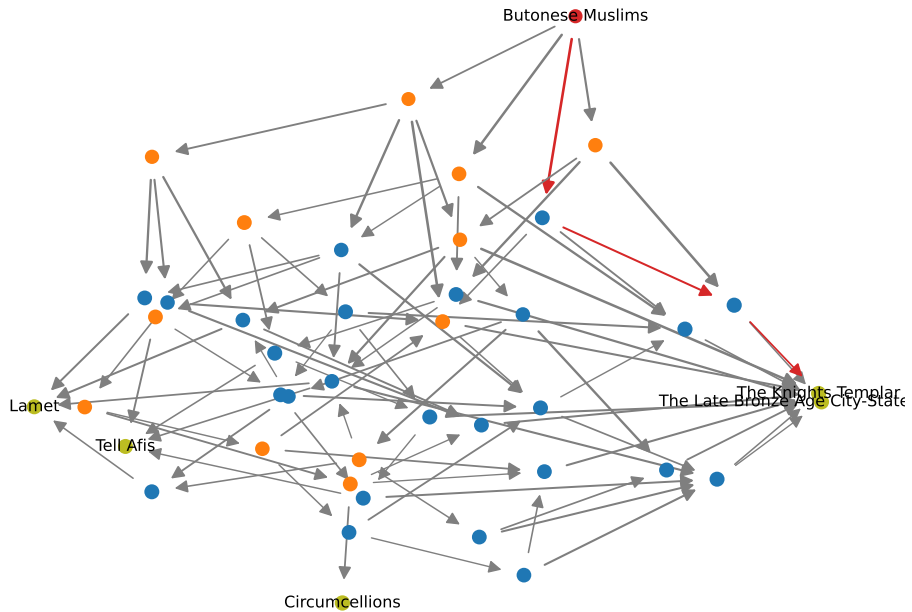 Butonese Muslims
The Knights Templar
The Late Bronze Age City-State
Lamet
Tell Afis
Circumcellions